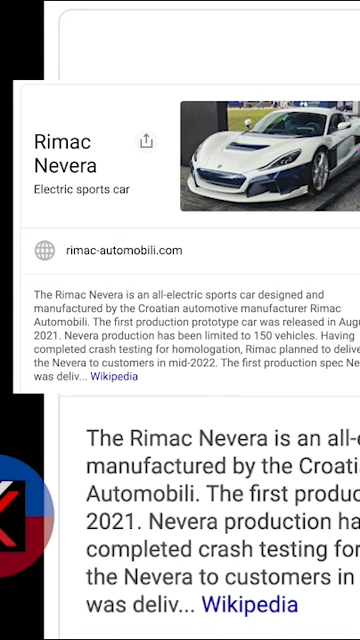 Rimac
Nevera
Electric sports car
rimac-automobili.com
The Rimac Nevera is an all-electric sports car designed and
manufactured by the Croatian automotive manufacturer Rimac
Automobili. The first production prototype car was released in Augu
2021. Nevera production has been limited to 150 vehicles. Having
completed crash testing for homologation, Rimac planned to delive
the Nevera to customers in mid-2022. The first production spec Ne
was deliv... Wikipedia
The Rimac Nevera is an all-e
manufactured by the Croati
Automobili. The first produc
2021. Nevera production ha
completed crash testing for
the Nevera to customers in
was deliv... Wikipedia